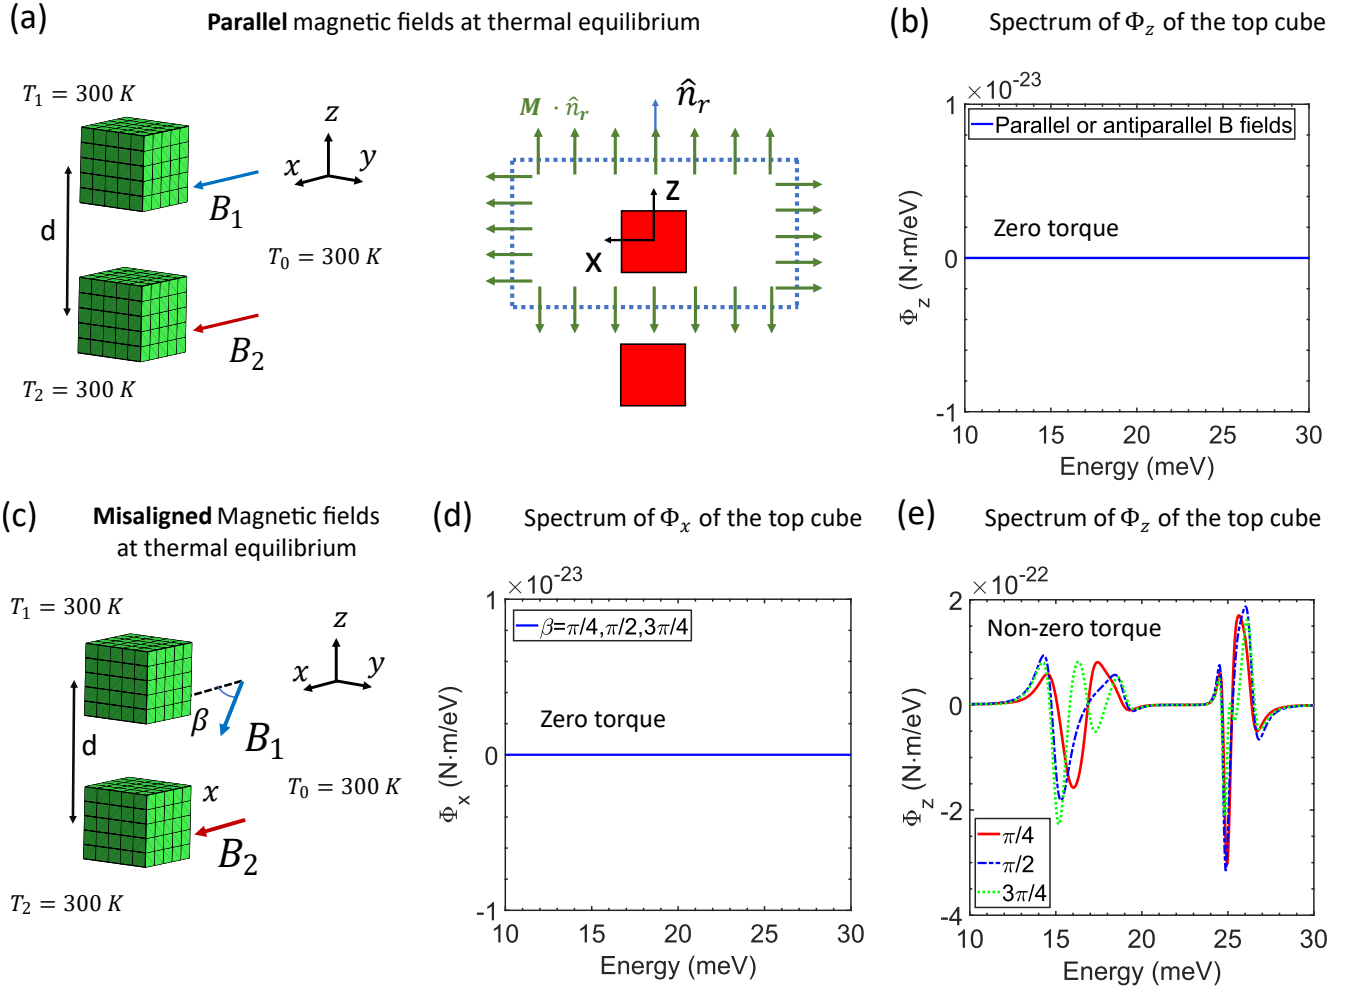 (a)
Parallel magnetic fields at thermal equilibrium
T₁ = 300 K
z
x
y
B₁
d
T₀ = 300 K
B₂
T₂ = 300 K
M · n̂ᵣ
n̂ᵣ
z
x
(b)
Spectrum of Φ_z of the top cube
×10⁻²³
1
Parallel or antiparallel B fields
Zero torque
0
-1
Φ_z (N·m/eV)
10 15 20 25 30
Energy (meV)
(c)
Misaligned Magnetic fields
at thermal equilibrium
T₁ = 300 K
z
x
y
β
B₁
d
x
T₀ = 300 K
B₂
T₂ = 300 K
(d)
Spectrum of Φₓ of the top cube
×10⁻²³
1
β=π/4,π/2,3π/4
Zero torque
0
-1
Φₓ (N·m/eV)
10 15 20 25 30
Energy (meV)
(e)
Spectrum of Φ_z of the top cube
×10⁻²²
2
Non-zero torque
0
-2
-4
Φ_z (N·m/eV)
π/4
π/2
3π/4
10 15 20 25 30
Energy (meV)